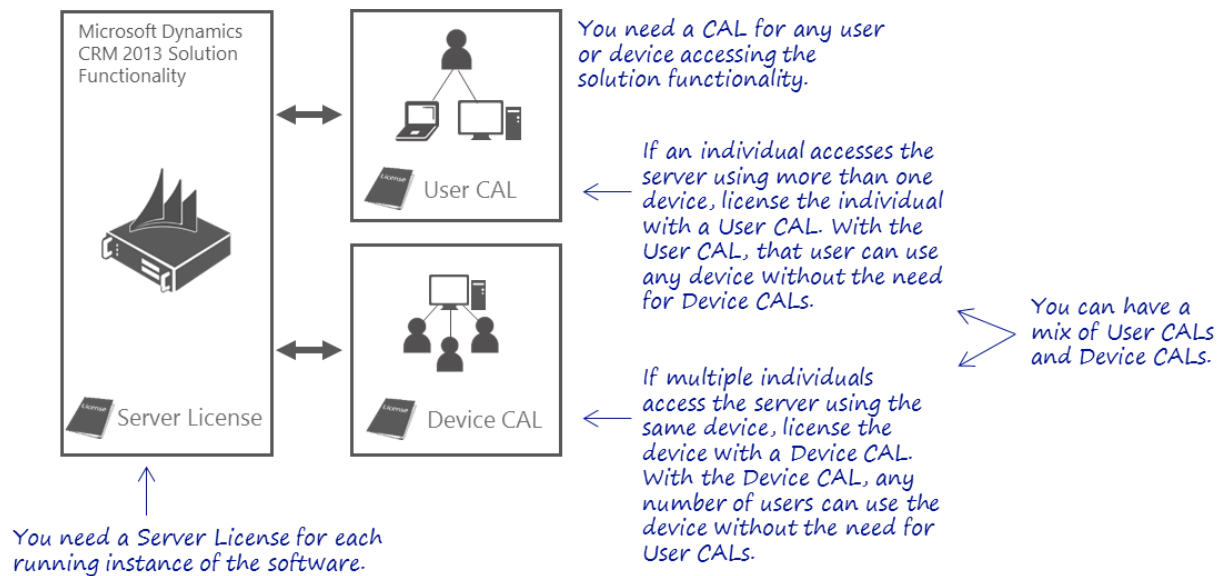 Microsoft Dynamics
CRM 2013 Solution
Functionality
License
Server License
License
User CAL
License
Device CAL
You need a CAL for any user
or device accessing the
solution functionality.
If an individual accesses the
server using more than one
device, license the individual
with a User CAL. With the
User CAL, that user can use
any device without the need
for Device CALs.
You can have a
mix of User CALs
and Device CALs.
If multiple individuals
access the server using the
same device, license the
device with a Device CAL.
With the Device CAL, any
number of users can use the
device without the need for
User CALs.
You need a Server License for each
running instance of the software.